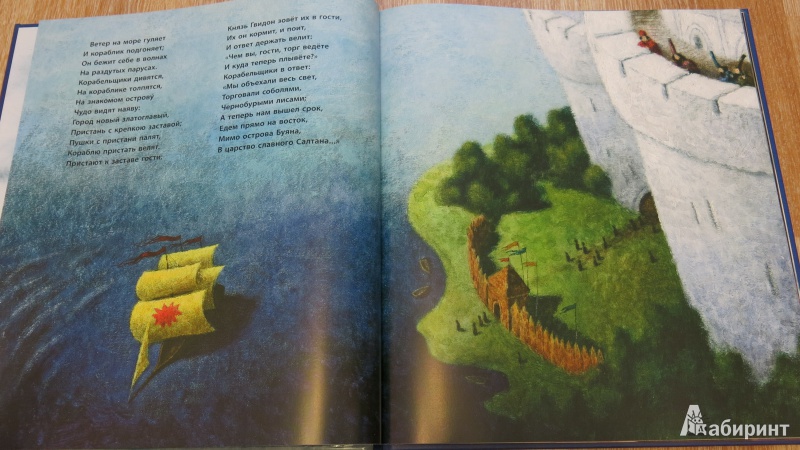 Ветер на море гуляет
И кораблик подгоняет;
Он бежит себе в волнах
На раздутых парусах.
Корабельщики дивятся,
На кораблике толпятся,
На знакомом острову
Чудо видят наяву:
Город новый златоглавый,
Пристань с крепкою заставой;
Пушки с пристани палят,
Кораблю пристать велят.
Пристают к заставе гости;
Князь Гвидон зовёт их в гости,
Их он кормит, и поит,
И ответ держать велит:
«Чем вы, гости, торг ведёте
И куда теперь плывёте?»
Корабельщики в ответ:
«Мы объехали весь свет,
Торговали соболями,
Чернобурыми лисами;
А теперь нам вышел срок,
Едем прямо на восток,
Мимо острова Буяна,
В царство славного Салтана...»
Лабиринт